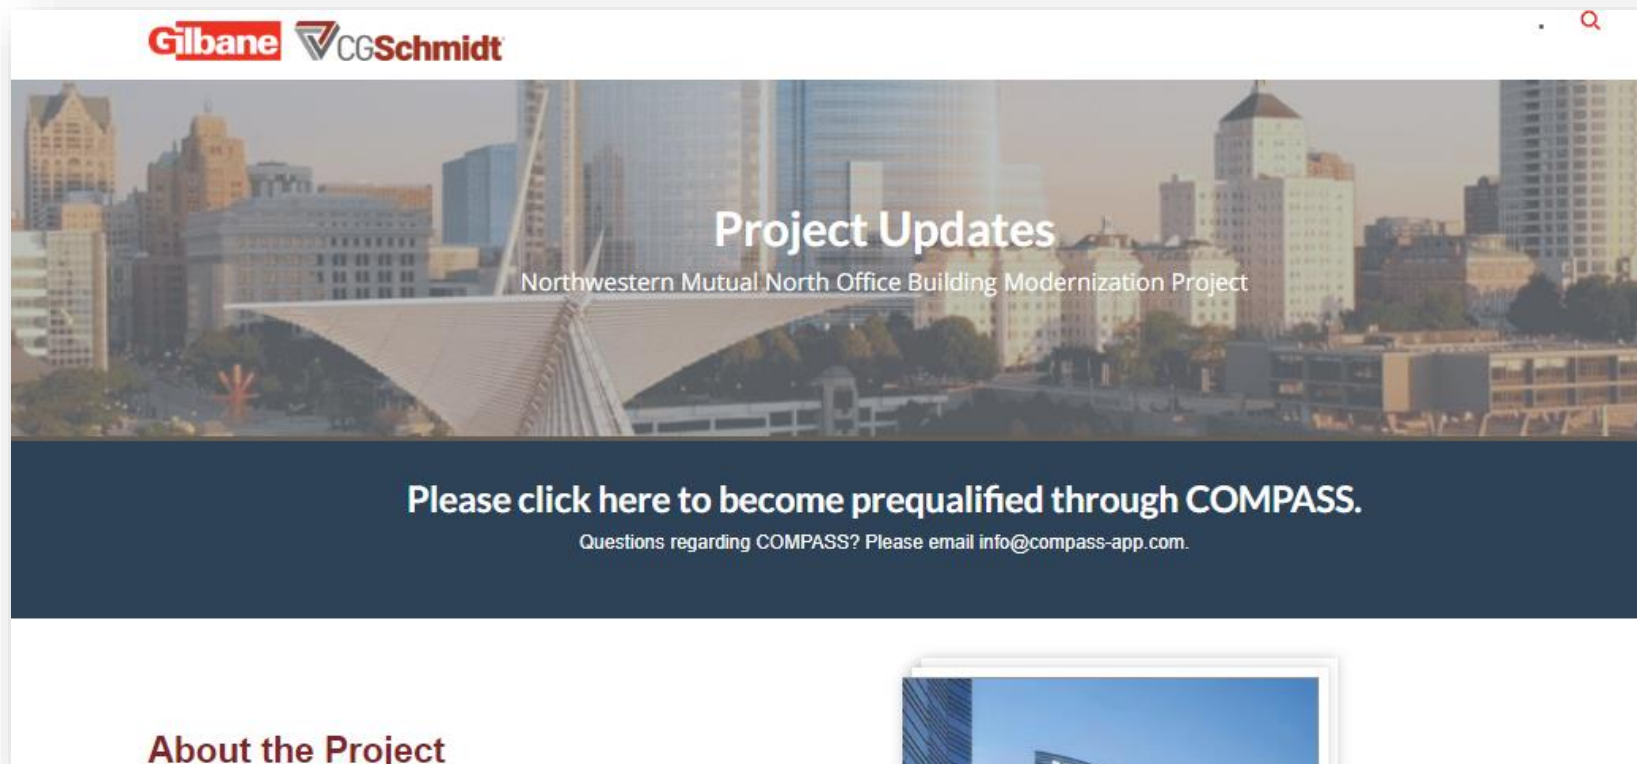 Gilbane CGSchmidt
Project Updates
Northwestern Mutual North Office Building Modernization Project
Please click here to become prequalified through COMPASS.
Questions regarding COMPASS? Please email info@compass-app.com.
About the Project